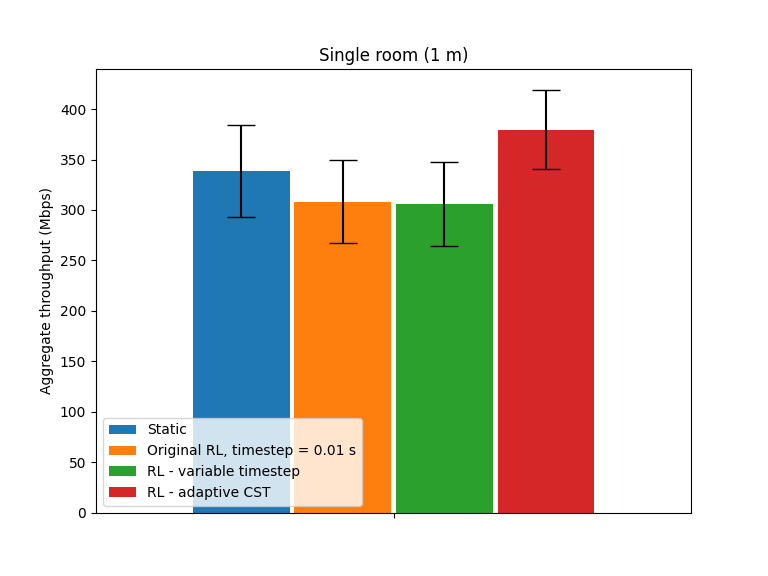 Single room (1 m)
Aggregate throughput (Mbps)
400
350
300
250
200
150
100
50
0
Static
Original RL, timestep = 0.01 s
RL - variable timestep
RL - adaptive CST